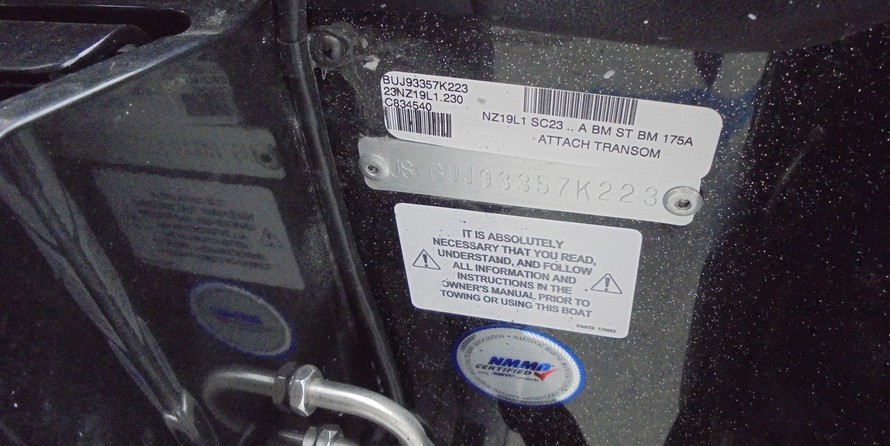 BUJ93357K223
23NZ19L1.230
C834540
NZ19L1 SC23 .. A BM ST BM 175A
ATTACH TRANSOM
US-BUJ93357K223
IT IS ABSOLUTELY
NECESSARY THAT YOU READ,
UNDERSTAND, AND FOLLOW
ALL INFORMATION AND
INSTRUCTIONS IN THE
OWNER'S MANUAL PRIOR TO
TOWING OR USING THIS BOAT
NMMA
CERTIFIED